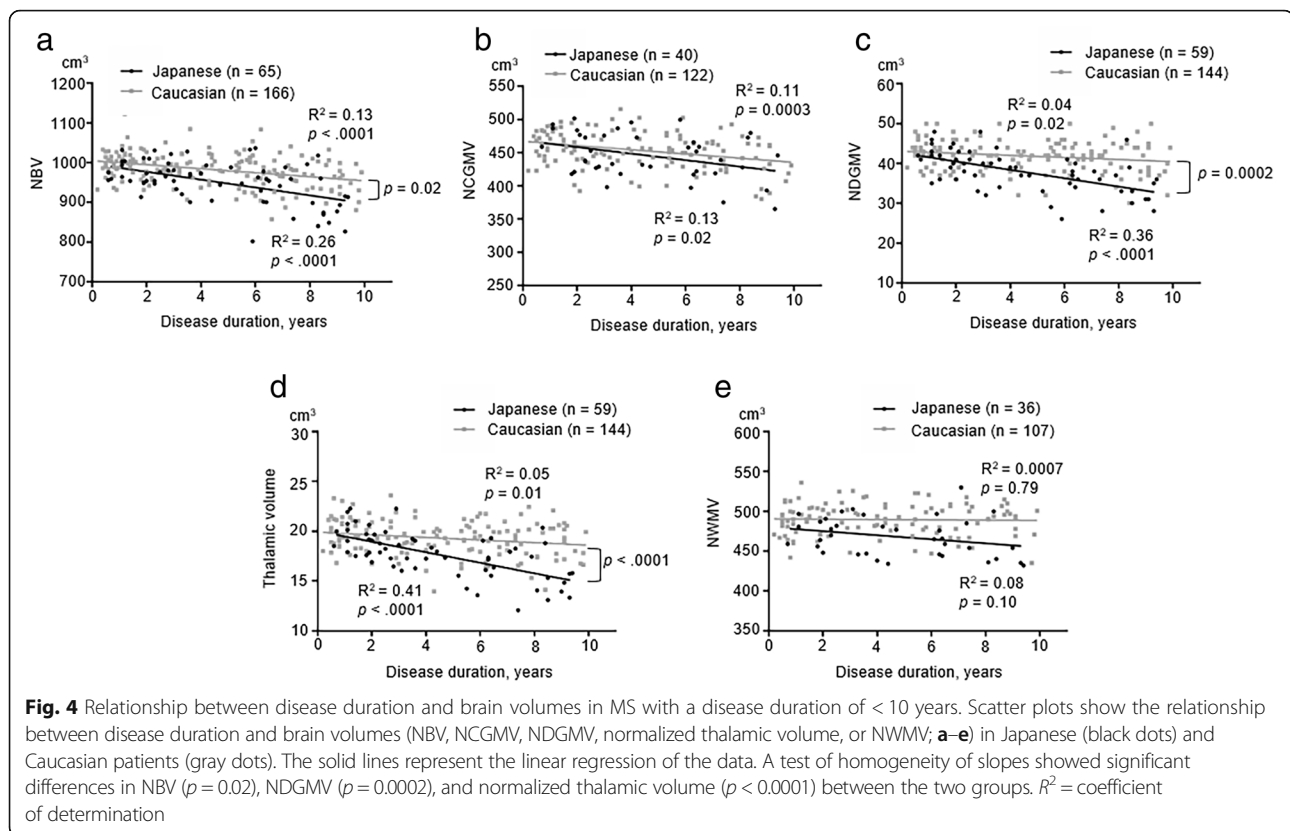 a
cm³
Japanese (n = 65)
Caucasian (n = 166)
1200
1100
1000
900
800
700
NBV
R² = 0.13
p < .0001
p = 0.02
R² = 0.26
p < .0001
0 2 4 6 8 10
Disease duration, years
b
cm³
Japanese (n = 40)
Caucasian (n = 122)
550
500
450
400
350
300
250
NCGMV
R² = 0.11
p = 0.0003
R² = 0.13
p = 0.02
0 2 4 6 8 10
Disease duration, years
c
cm³
Japanese (n = 59)
Caucasian (n = 144)
60
50
40
30
20
10
NDGMV
R² = 0.04
p = 0.02
p = 0.0002
R² = 0.36
p < .0001
0 2 4 6 8 10
Disease duration, years
d
cm³
Japanese (n = 59)
Caucasian (n = 144)
30
25
20
15
10
Thalamic volume
R² = 0.05
p = 0.01
p < .0001
R² = 0.41
p < .0001
0 2 4 6 8 10
Disease duration, years
e
cm³
Japanese (n = 36)
Caucasian (n = 107)
600
550
500
450
400
350
NWMV
R² = 0.0007
p = 0.79
R² = 0.08
p = 0.10
0 2 4 6 8 10
Disease duration, years
Fig. 4 Relationship between disease duration and brain volumes in MS with a disease duration of < 10 years. Scatter plots show the relationship
between disease duration and brain volumes (NBV, NCGMV, NDGMV, normalized thalamic volume, or NWMV; a–e) in Japanese (black dots) and
Caucasian patients (gray dots). The solid lines represent the linear regression of the data. A test of homogeneity of slopes showed significant
differences in NBV (p = 0.02), NDGMV (p = 0.0002), and normalized thalamic volume (p < 0.0001) between the two groups. R² = coefficient
of determination